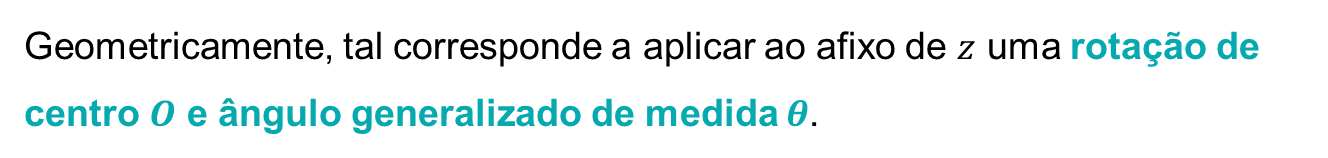 Geometricamente, tal corresponde a aplicar ao afixo de z uma rotação de
centro O e ângulo generalizado de medida θ.